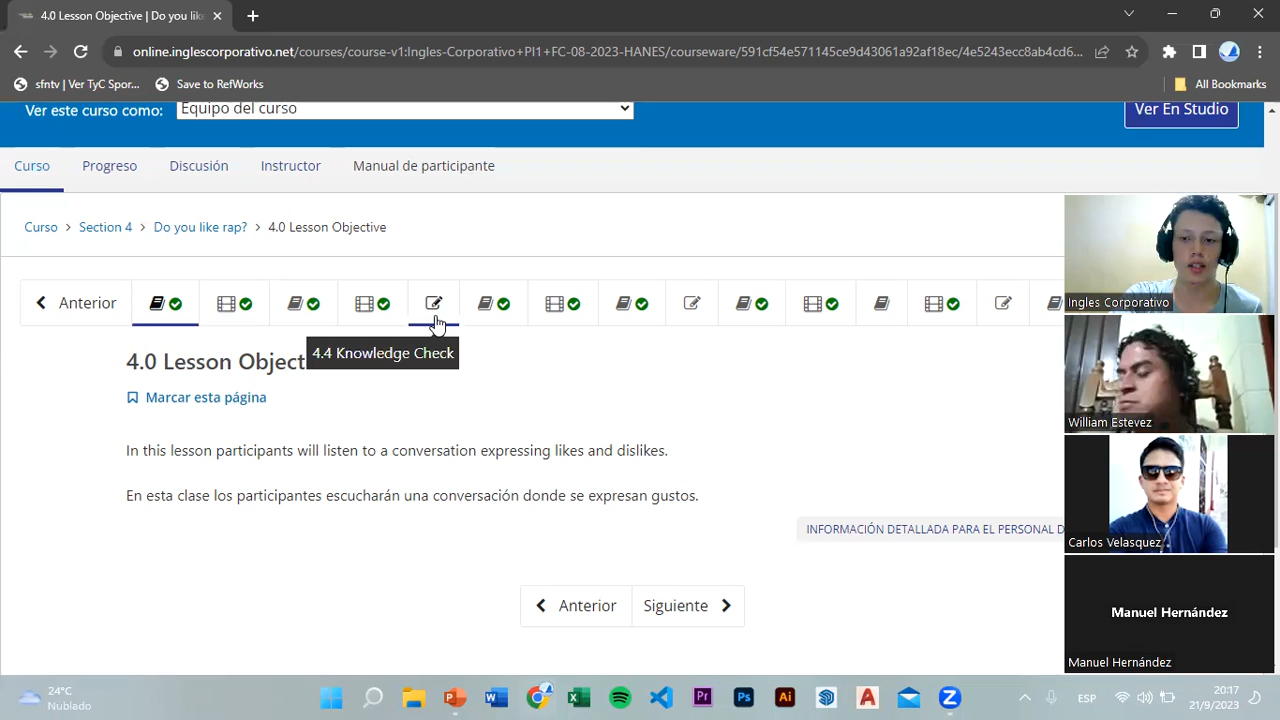 4.0 Lesson Objective | Do you lik
online.inglescorporativo.net/courses/course-v1:Ingles-Corporativo+PI1+FC-08-2023-HANES/courseware/591cf54e571145ce9d43061a92af18ec/4e5243ecc8ab4cd6...
sfntv | Ver TyC Spor...
Save to RefWorks
All Bookmarks
Ver este curso como:
Equipo del curso
Ver En Studio
Curso
Progreso
Discusión
Instructor
Manual de participante
Curso > Section 4 > Do you like rap? > 4.0 Lesson Objective
Anterior
4.4 Knowledge Check
4.0 Lesson Object
Marcar esta página
In this lesson participants will listen to a conversation expressing likes and dislikes.
En esta clase los participantes escucharán una conversación donde se expresan gustos.
INFORMACIÓN DETALLADA PARA EL PERSONAL D
Anterior
Siguiente
Ingles Corporativo
William Estevez
Carlos Velasquez
Manuel Hernández
Manuel Hernández
24°C
Nublado
ESP
20:17
21/9/2023